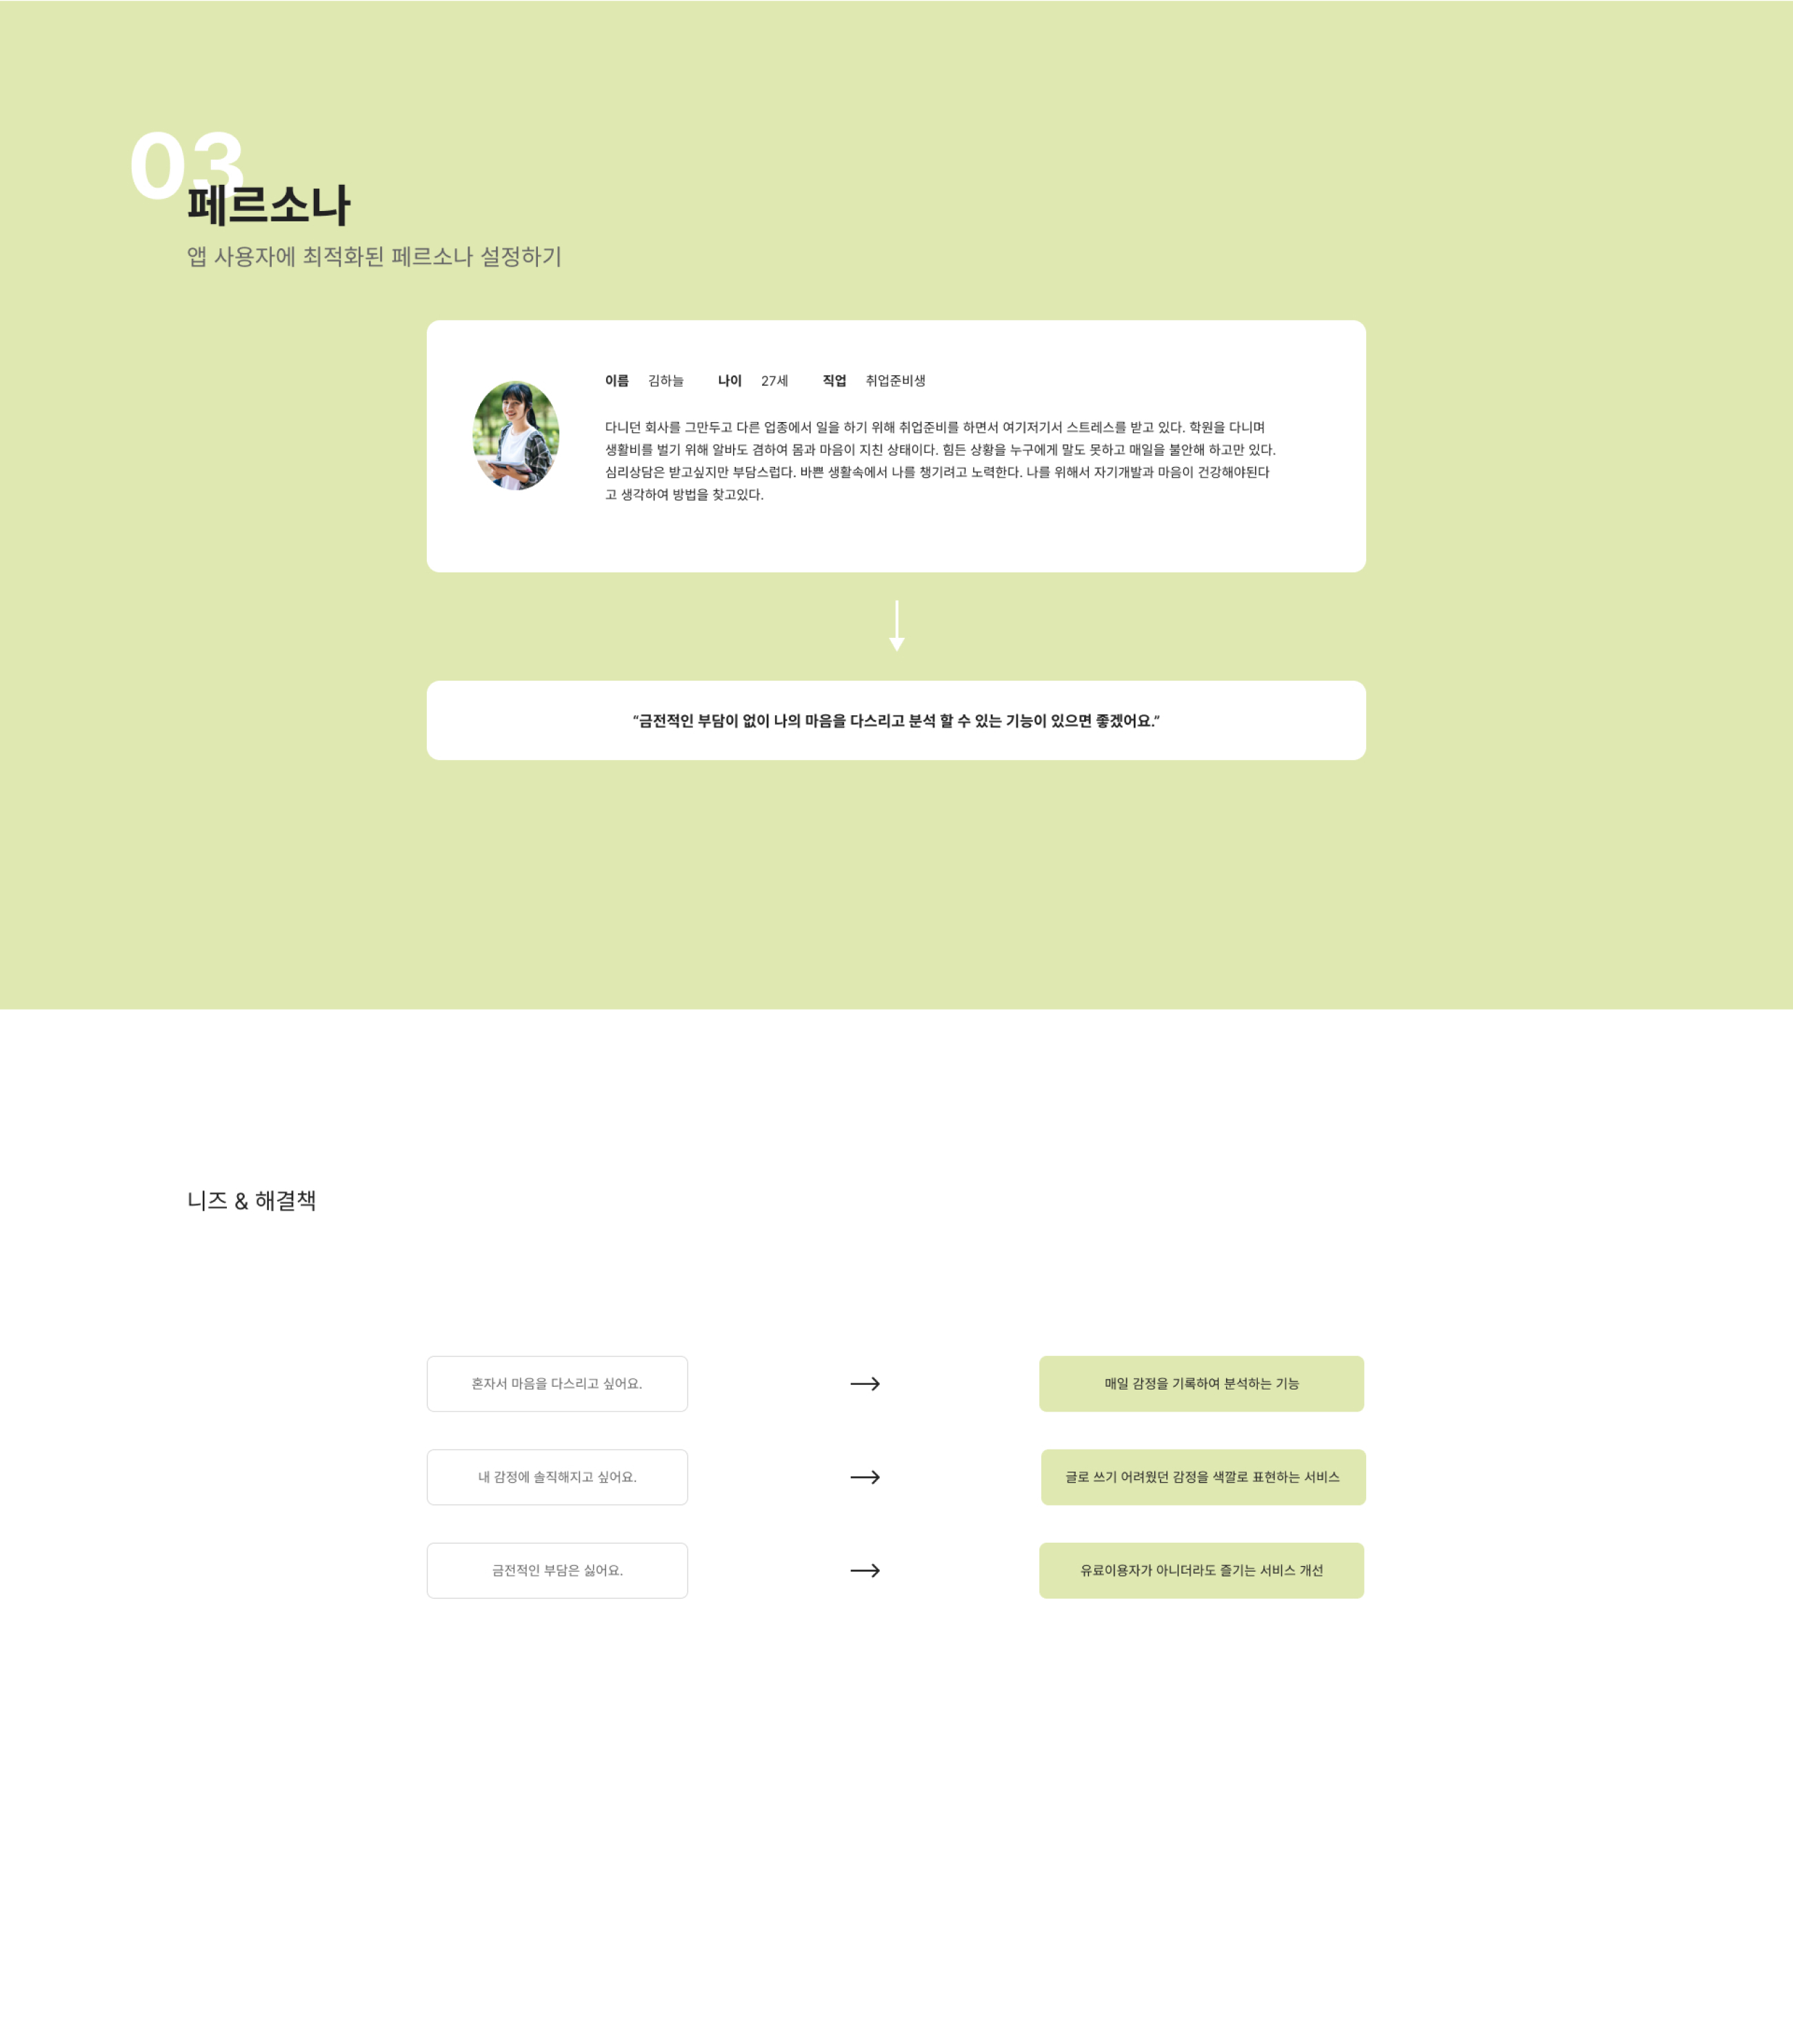 03
페르소나
앱 사용자에 최적화된 페르소나 설정하기
이름 김하늘 나이 27세 직업 취업준비생
다니던 회사를 그만두고 다른 업종에서 일을 하기 위해 취업준비를 하면서 여기저기서 스트레스를 받고 있다. 학원을 다니며
생활비를 벌기 위해 알바도 겸하여 몸과 마음이 지친 상태이다. 힘든 상황을 누구에게 말도 못하고 매일을 불안해 하고만 있다.
심리상담은 받고싶지만 부담스럽다. 바쁜 생활속에서 나를 챙기려고 노력한다. 나를 위해서 자기개발과 마음이 건강해야된다
고 생각하여 방법을 찾고있다.
“금전적인 부담이 없이 나의 마음을 다스리고 분석 할 수 있는 기능이 있으면 좋겠어요.”
니즈 & 해결책
혼자서 마음을 다스리고 싶어요. → 매일 감정을 기록하여 분석하는 기능
내 감정에 솔직해지고 싶어요. → 글로 쓰기 어려웠던 감정을 색깔로 표현하는 서비스
금전적인 부담은 싫어요. → 유료이용자가 아니더라도 즐기는 서비스 개선